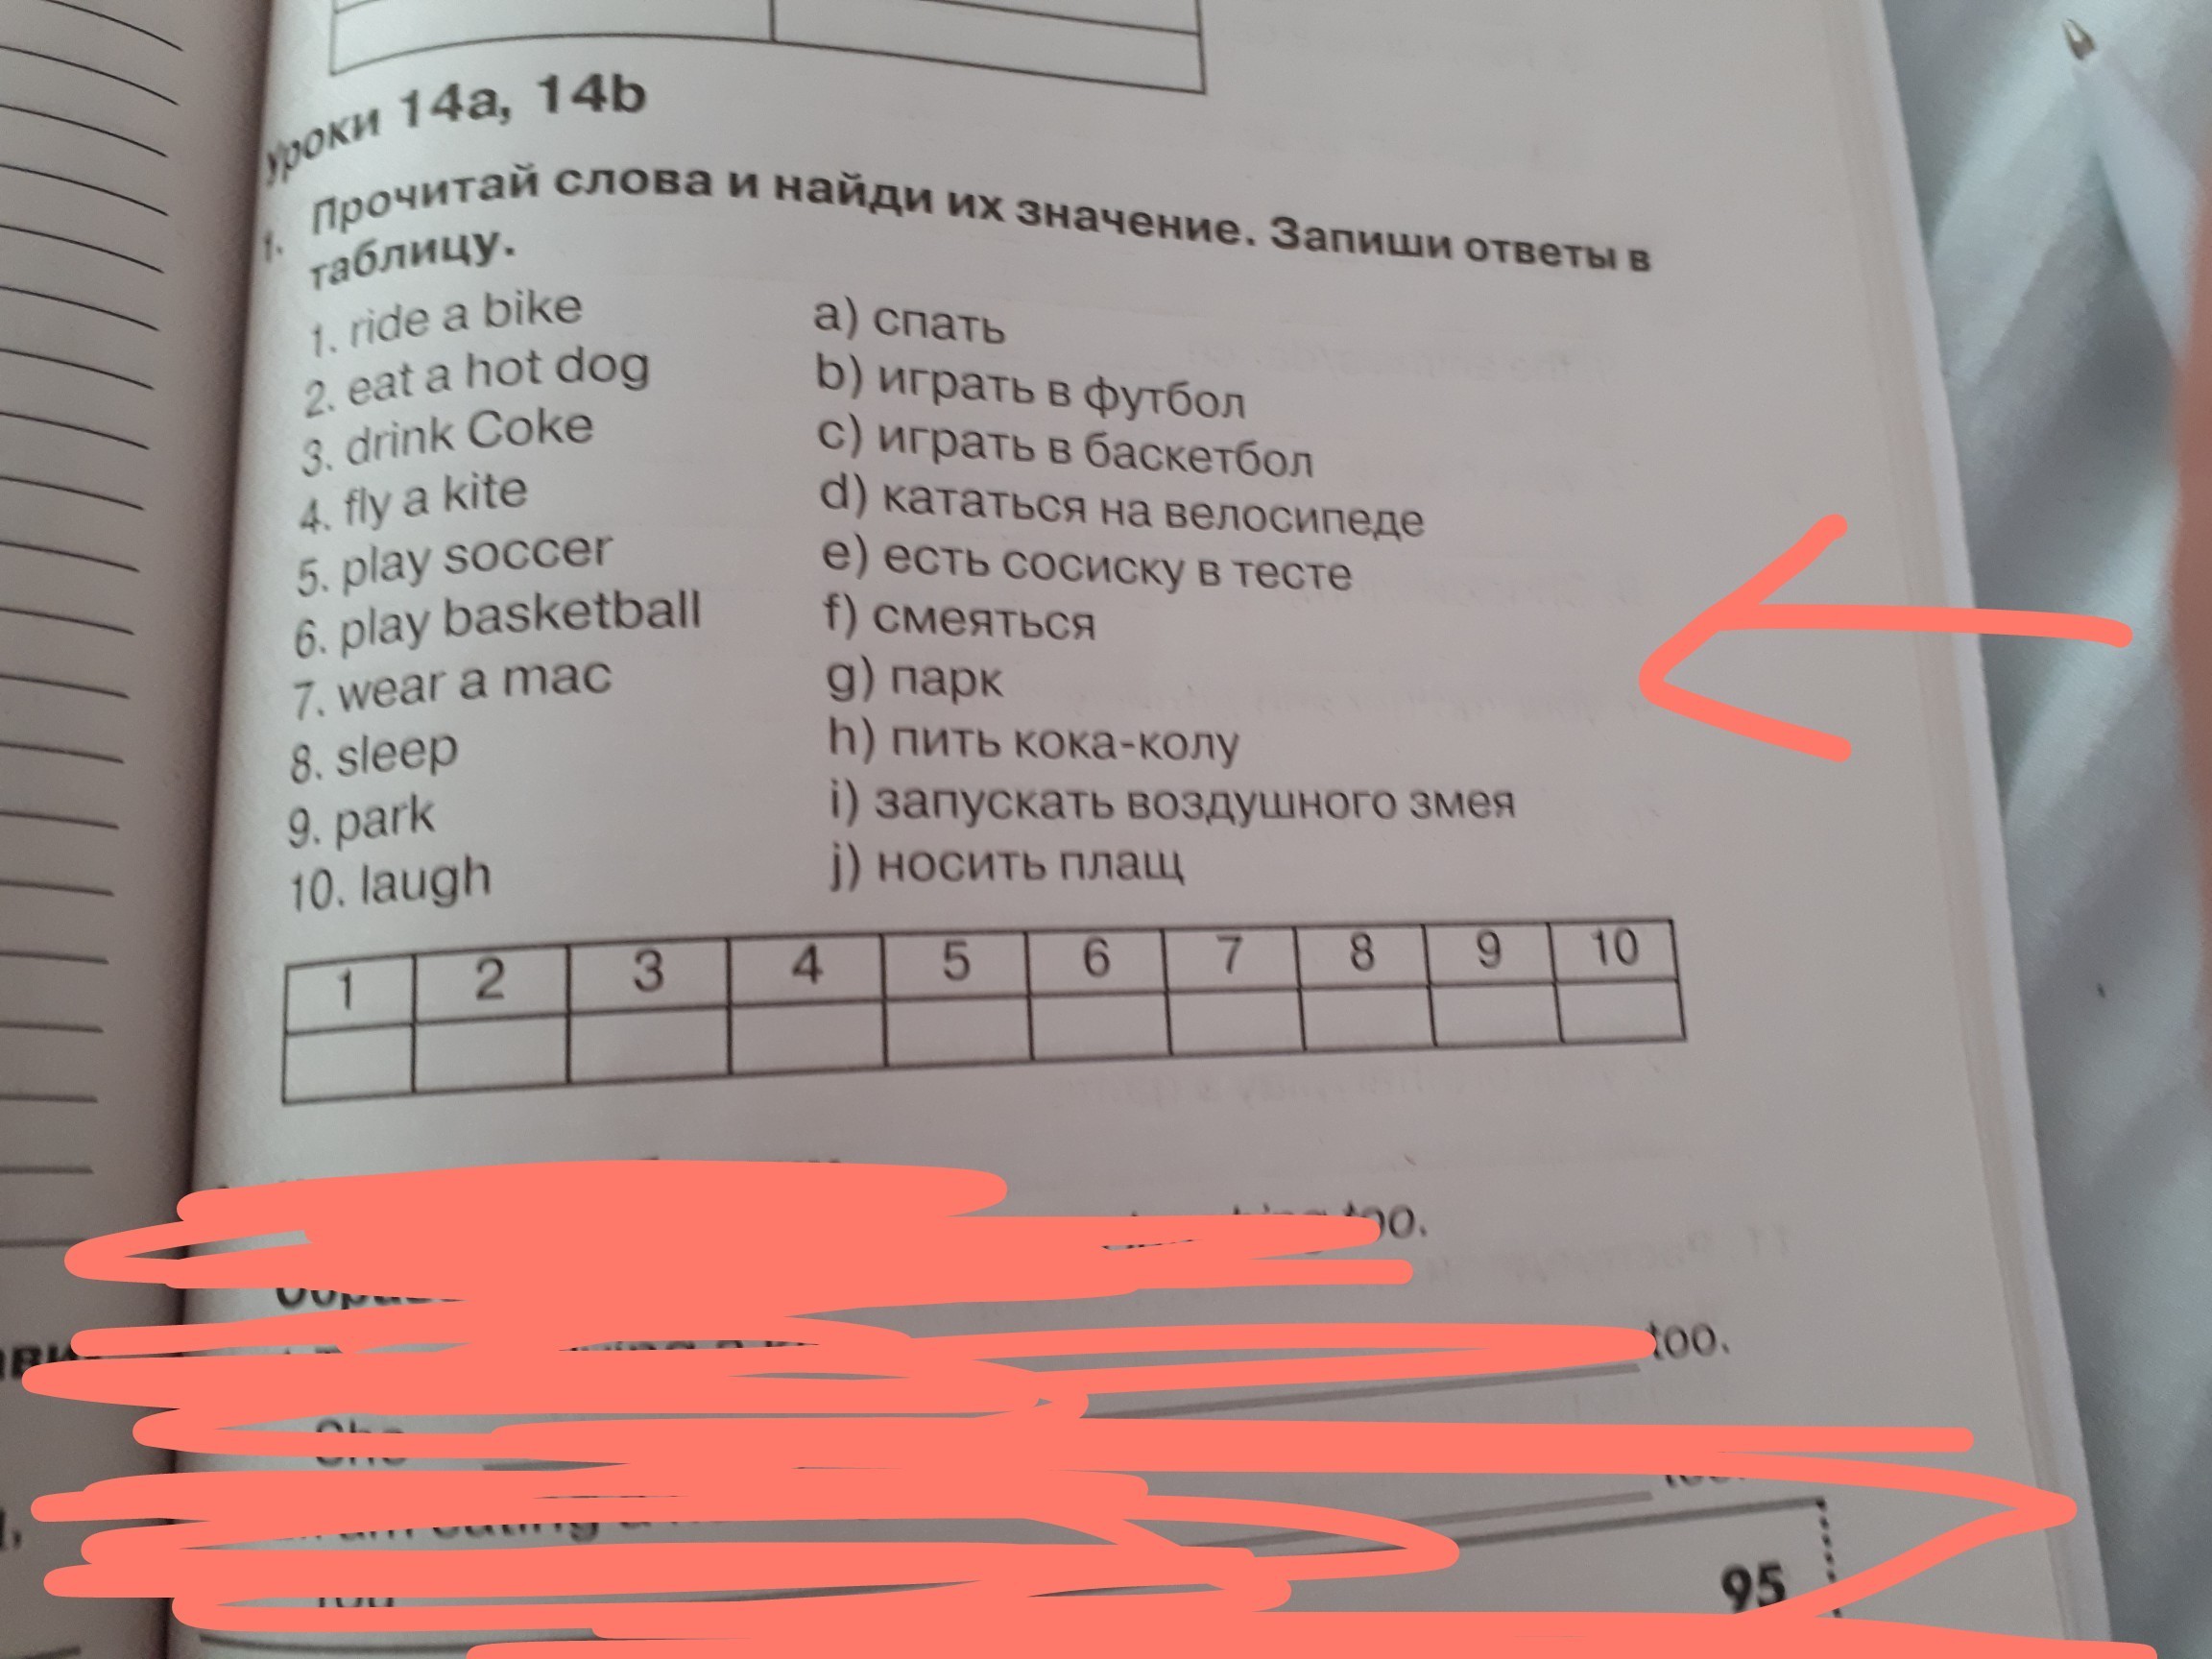 Уроки 14a, 14b
1. Прочитай слова и найди их значение. Запиши ответы в
таблицу.
1. ride a bike a) спать
2. eat a hot dog b) играть в футбол
3. drink Coke c) играть в баскетбол
4. fly a kite d) кататься на велосипеде
5. play soccer e) есть сосиску в тесте
6. play basketball f) смеяться
7. wear a mac g) парк
8. sleep h) пить кока-колу
9. park i) запускать воздушного змея
10. laugh j) носить плащ
1 2 3 4 5 6 7 8 9 10
too.
too.
She
95